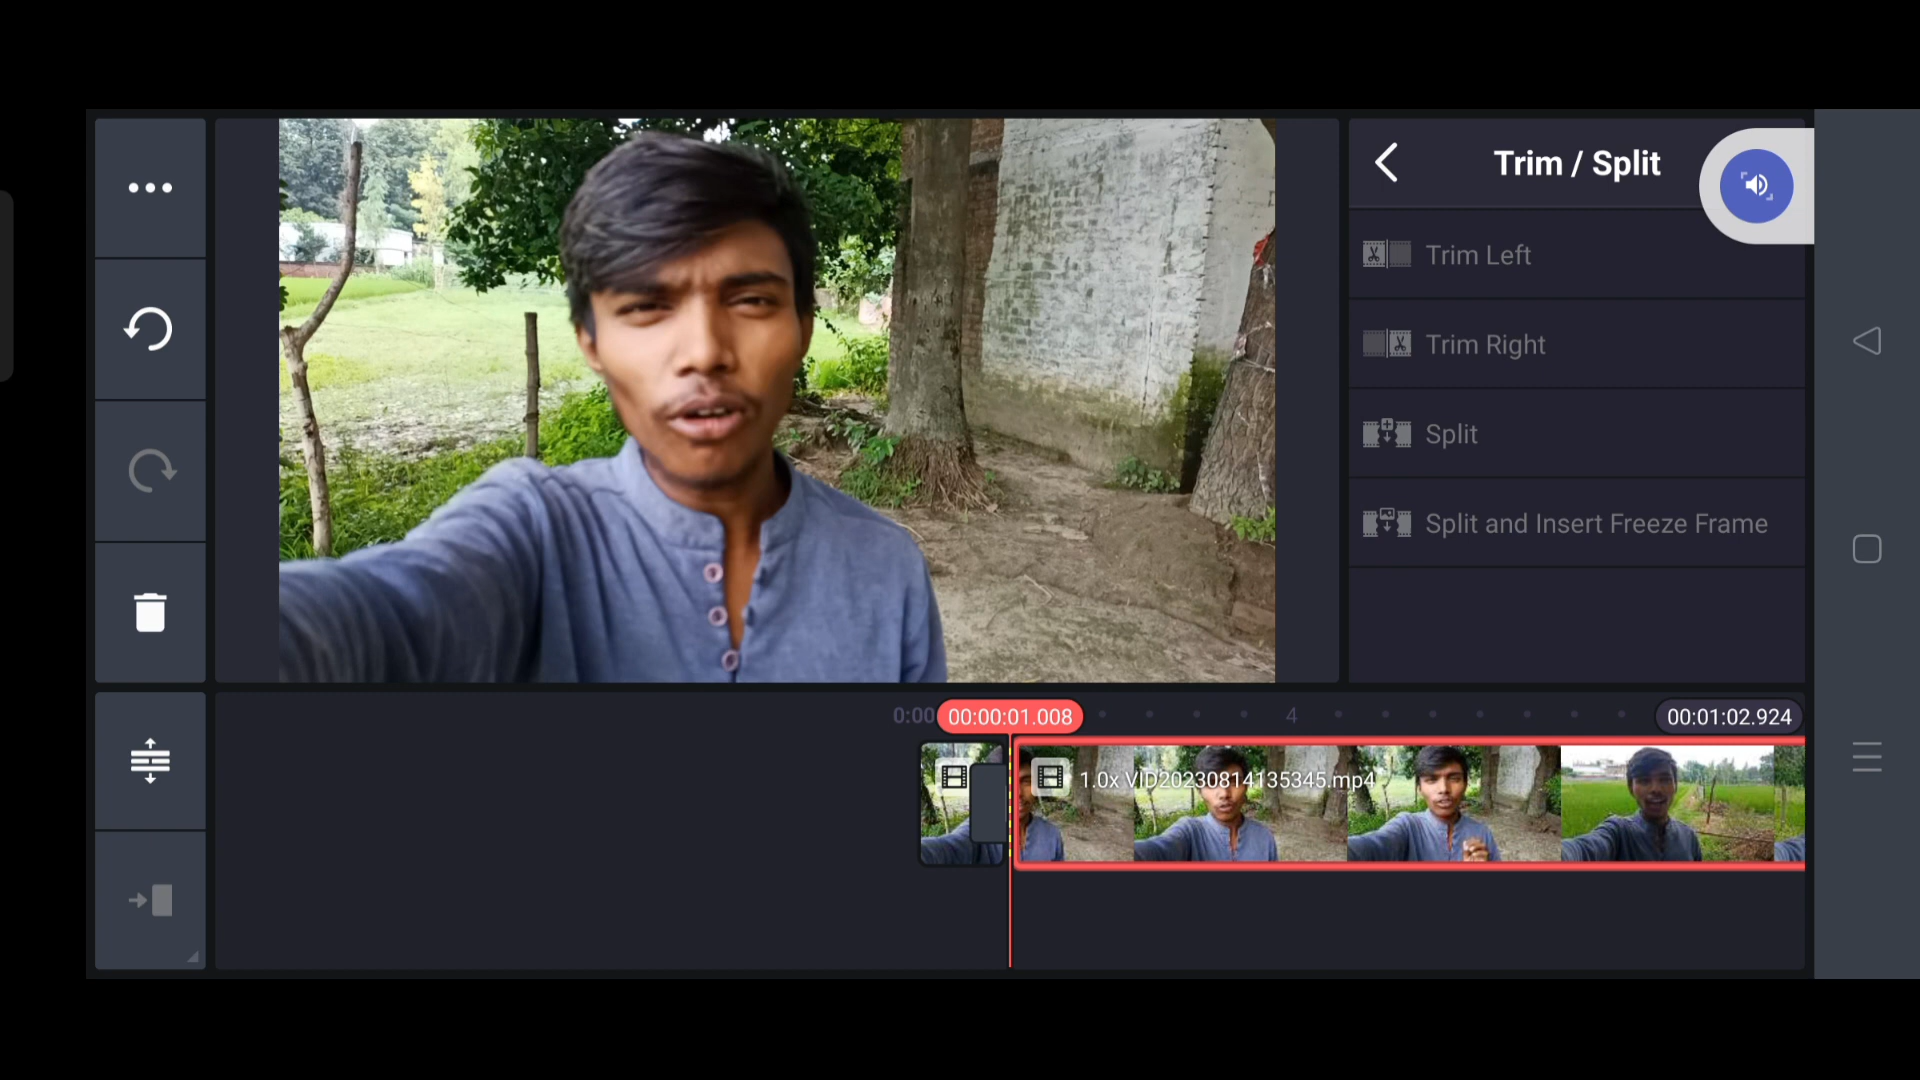 Trim / Split
Trim Left
Trim Right
Split
Split and Insert Freeze Frame
0:00
00:00:01.008
4
00:01:02.924
1.0x VID20230814135345.mp4